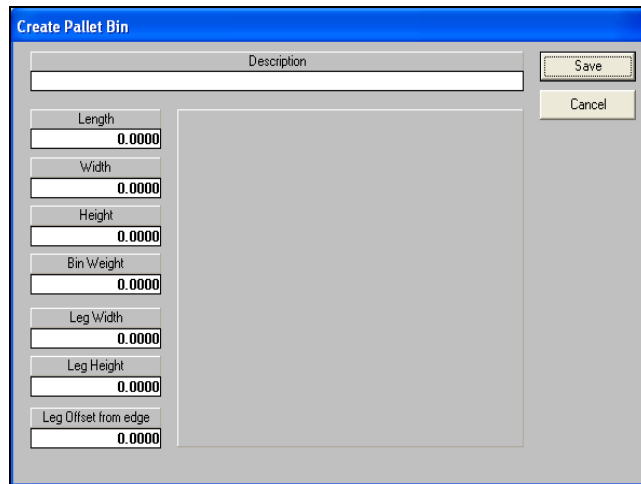 Create Pallet Bin
Description
Save
Cancel
Length
0.0000
Width
0.0000
Height
0.0000
Bin Weight
0.0000
Leg Width
0.0000
Leg Height
0.0000
Leg Offset from edge
0.0000